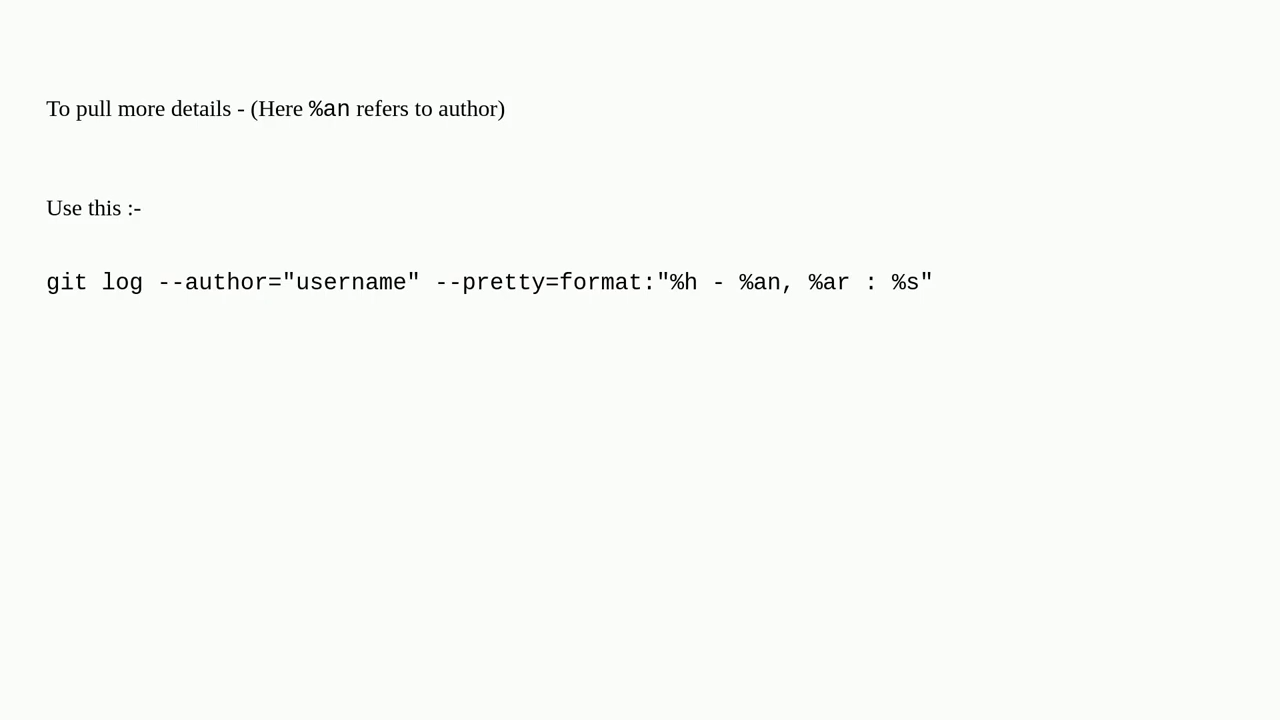 To pull more details - (Here %an refers to author)
Use this :-
git log --author="username" --pretty=format:"%h - %an, %ar : %s"